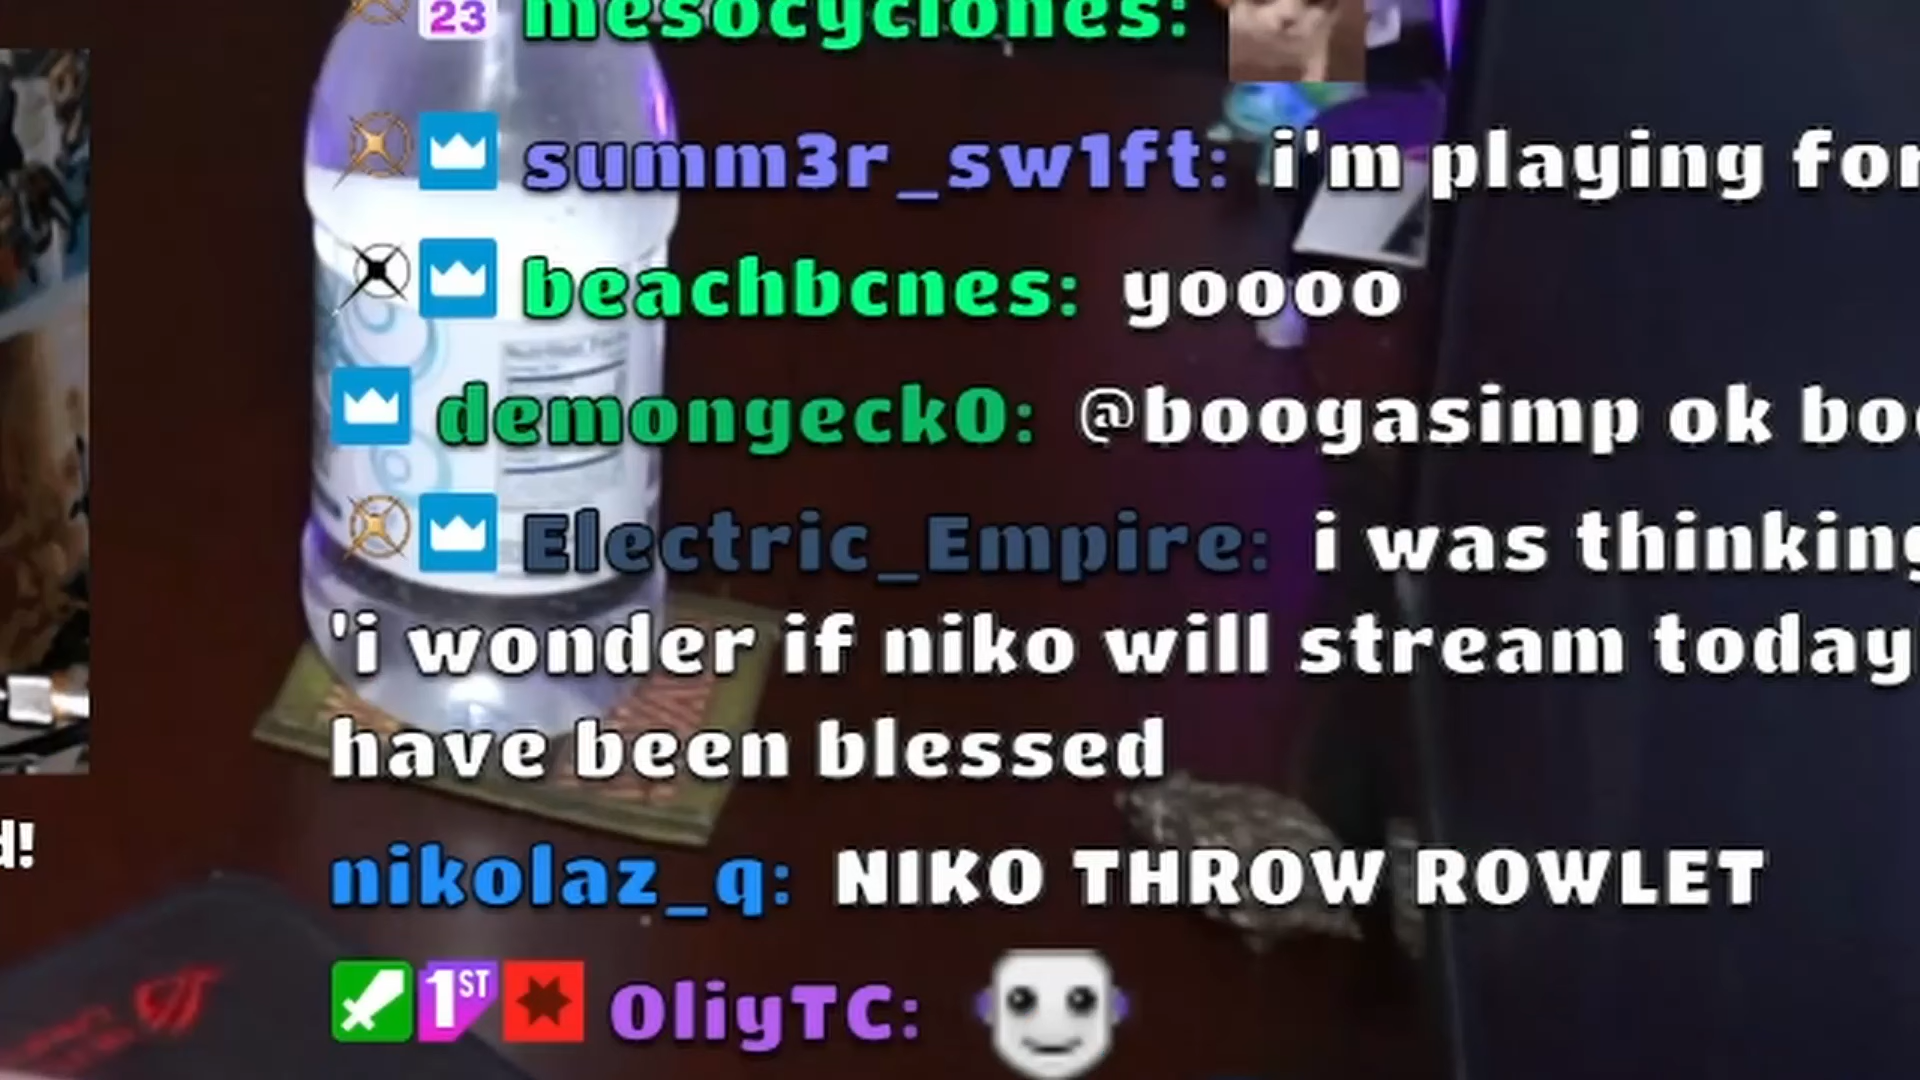 23 mesocyclones:
summ3r_sw1ft: i'm playing for
beachbcnes: yoooo
demongeck0: @boogasimp ok boo
Electric_Empire: i was thinking
'i wonder if niko will stream today
have been blessed
d!
nikolaz_q: NIKO THROW ROWLET
1ST OliyTC: